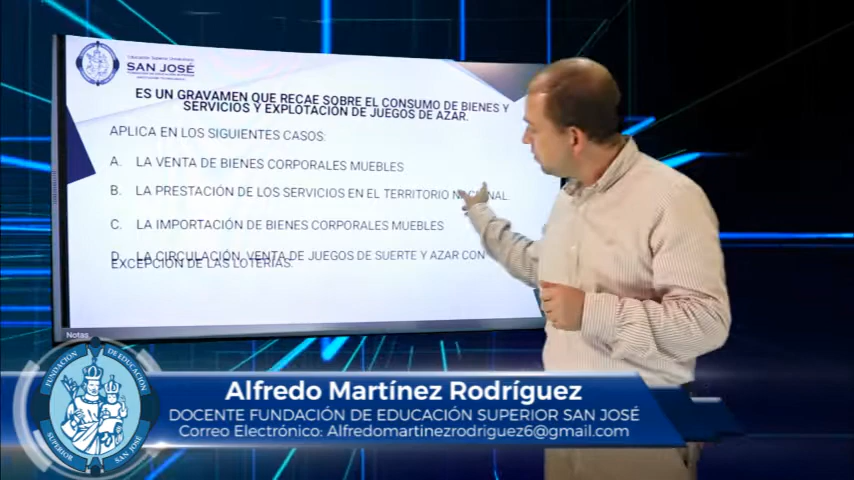 Educación Superior Universitaria
SAN JOSÉ
ES UN GRAVAMEN QUE RECAE SOBRE EL CONSUMO DE BIENES Y
SERVICIOS Y EXPLOTACIÓN DE JUEGOS DE AZAR.
APLICA EN LOS SIGUIENTES CASOS:
A. LA VENTA DE BIENES CORPORALES MUEBLES
B. LA PRESTACIÓN DE LOS SERVICIOS EN EL TERRITORIO NACIONAL.
C. LA IMPORTACIÓN DE BIENES CORPORALES MUEBLES
D. LA CIRCULACIÓN, VENTA DE JUEGOS DE SUERTE Y AZAR CON
EXCEPCIÓN DE LAS LOTERÍAS.
Notas
FUNDACIÓN DE EDUCACIÓN
SUPERIOR SAN JOSÉ
Alfredo Martínez Rodríguez
DOCENTE FUNDACIÓN DE EDUCACIÓN SUPERIOR SAN JOSÉ
Correo Electrónico: Alfredomartinezrodriguez6@gmail.com